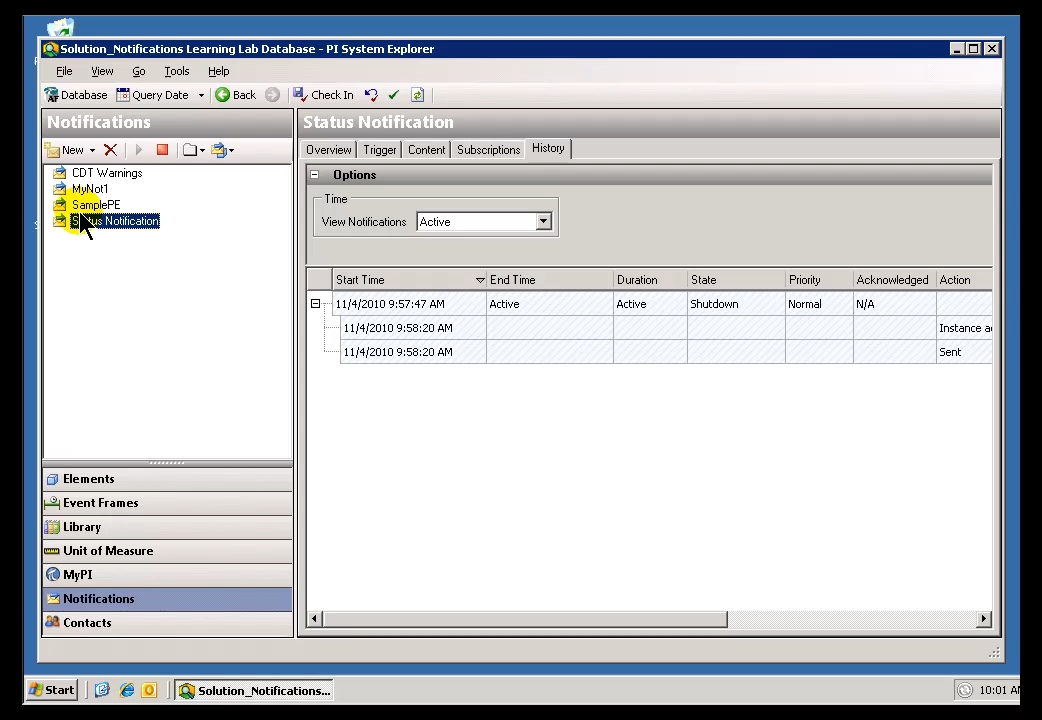 Solution_Notifications Learning Lab Database - PI System Explorer
File View Go Tools Help
Database Query Date Back Check In
Notifications
New
CDT Warnings
MyNot1
SamplePE
Status Notification
Elements
Event Frames
Library
Unit of Measure
MyPI
Notifications
Contacts
Status Notification
Overview Trigger Content Subscriptions History
Options
Time
View Notifications Active
Start Time End Time Duration State Priority Acknowledged Action
11/4/2010 9:57:47 AM Active Active Shutdown Normal N/A
11/4/2010 9:58:20 AM Instance
11/4/2010 9:58:20 AM Sent
Start Solution_Notifications... 10:01 AM